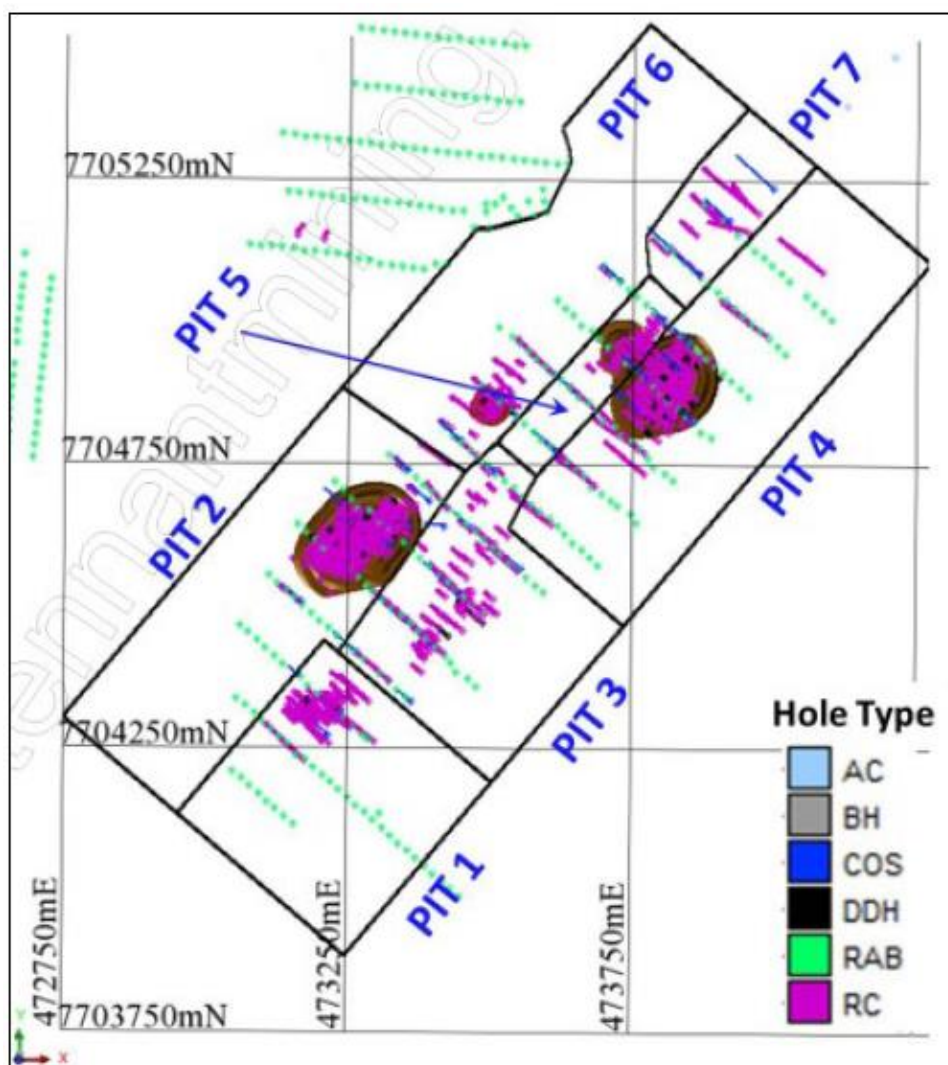 PIT 6
PIT 7
7705250mN
PIT 5
7704750mN
PIT 2
PIT 4
7704250mN
PIT 3
PIT 1
Hole Type
AC
BH
COS
DDH
RAB
RC
472750mE
473250mE
473750mE
7703750mN
tennantmining
Y
X